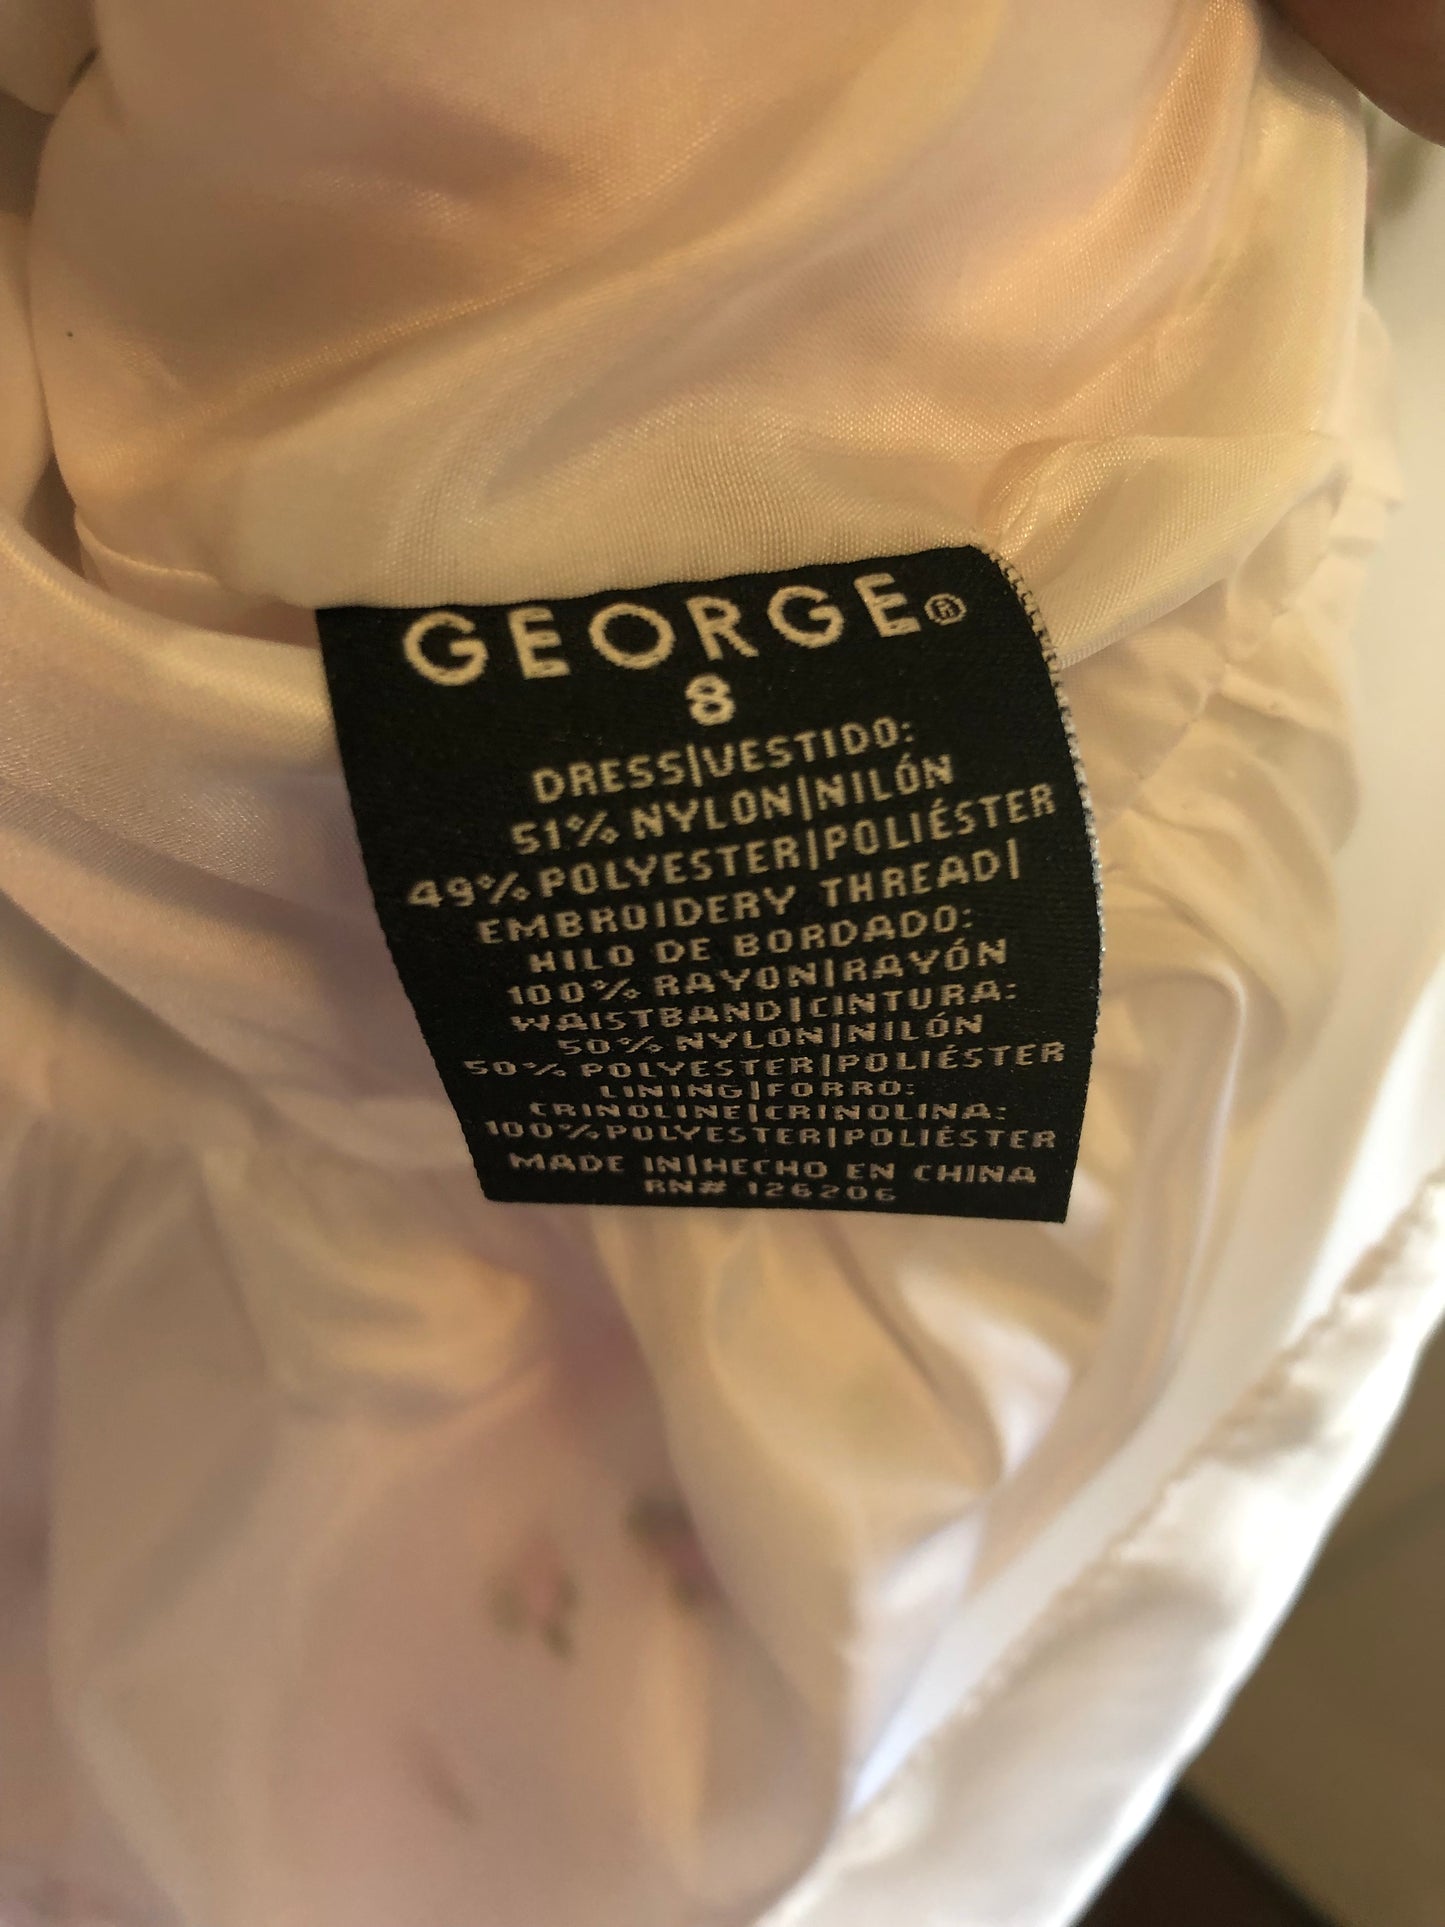 GEORGE®
8
DRESS|VESTIDO:
51% NYLON|NILÓN
49% POLYESTER|POLIÉSTER
EMBROIDERY THREAD|
HILO DE BORDADO:
100% RAYON|RAYÓN
WAISTBAND|CINTURA:
50% NYLON|NILÓN
50% POLYESTER|POLIÉSTER
LINING|FORRO:
CRINOLINE|CRINOLINA:
100% POLYESTER|POLIÉSTER
MADE IN|HECHO EN CHINA
RN# 126206